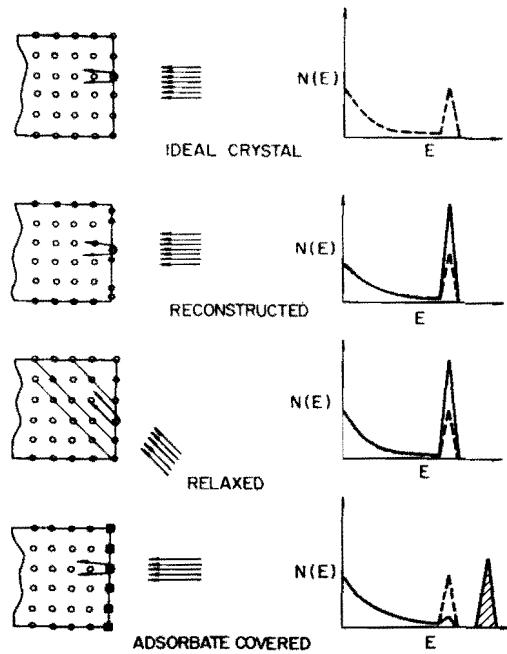 N(E)
E
IDEAL CRYSTAL
N(E)
E
RECONSTRUCTED
N(E)
E
RELAXED
N(E)
E
ADSORBATE COVERED